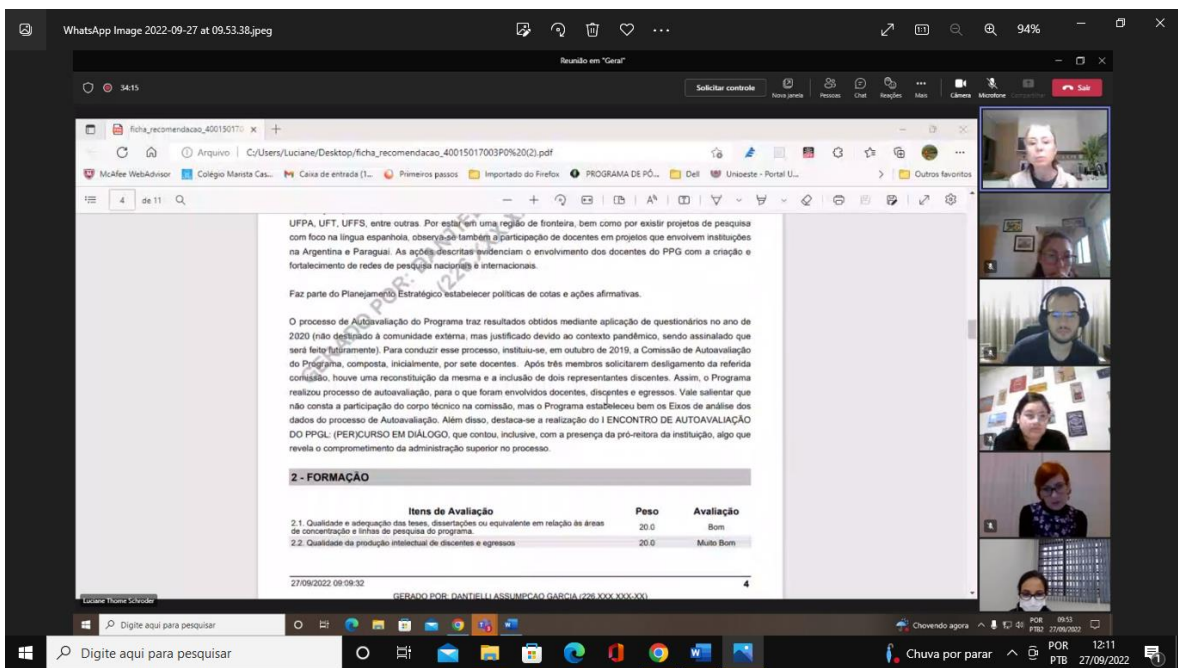 WhatsApp Image 2022-09-27 at 09.53.38.jpeg
94%
Reunião em "Geral"
34:15
Solicitar controle
Nova janela
Pessoas
Chat
Reações
Mais
Câmera
Microfone
Sair
ficha_recomendacao_400150170
Arquivo C:/Users/Luciane/Desktop/ficha_recomendacao_40015017003P0%20(2).pdf
McAfee WebAdvisor
Colégio Marista Cas...
Caixa de entrada (1...
Primeiros passos
Importado do Firefox
PROGRAMA DE PÓ...
Dell
Unioeste - Portal U...
Outros favoritos
4 de 11
UFPA, UFT, UFFS, entre outras. Por estar em uma região de fronteira, bem como por existir projetos de pesquisa
com foco na língua espanhola, observa-se também a participação de docentes em projetos que envolvem instituições
na Argentina e Paraguai. As ações descritas evidenciam o envolvimento dos docentes do PPG com a criação e
fortalecimento de redes de pesquisa nacionais e internacionais.
Faz parte do Planejamento Estratégico estabelecer políticas de cotas e ações afirmativas.
O processo de Autoavaliação do Programa traz resultados obtidos mediante aplicação de questionários no ano de
2020 (não destinado à comunidade externa, mas justificado devido ao contexto pandêmico, sendo assinalado que
será feito futuramente). Para conduzir esse processo, instituiu-se, em outubro de 2019, a Comissão de Autoavaliação
do Programa, composta, inicialmente, por sete docentes. Após três membros solicitarem desligamento da referida
comissão, houve uma reconstituição da mesma e a inclusão de dois representantes discentes. Assim, o Programa
realizou processo de autoavaliação, para o que foram envolvidos docentes, discentes e egressos. Vale salientar que
não consta a participação do corpo técnico na comissão, mas o Programa estabeleceu bem os Eixos de análise dos
dados do processo de Autoavaliação. Além disso, destaca-se a realização do I ENCONTRO DE AUTOAVALIAÇÃO
DO PPGL: (PER)CURSO EM DIÁLOGO, que contou, inclusive, com a presença da pró-reitora da instituição, algo que
revela o comprometimento da administração superior no processo.
2 - FORMAÇÃO
Itens de Avaliação Peso Avaliação
2.1. Qualidade e adequação das teses, dissertações ou equivalente em relação às áreas
de concentração e linhas de pesquisa do programa. 20.0 Bom
2.2. Qualidade da produção intelectual de discentes e egressos 20.0 Muito Bom
27/09/2022 09:09:32 4
GERADO POR: DANTIELLI ASSUMPCAO GARCIA (226.XXX.XXX-XX)
Luciane Thome Schroder
Digite aqui para pesquisar
Chovendo agora
POR 09:53
PTB2 27/09/2022
Digite aqui para pesquisar
Chuva por parar
POR 12:11
PTB 27/09/2022